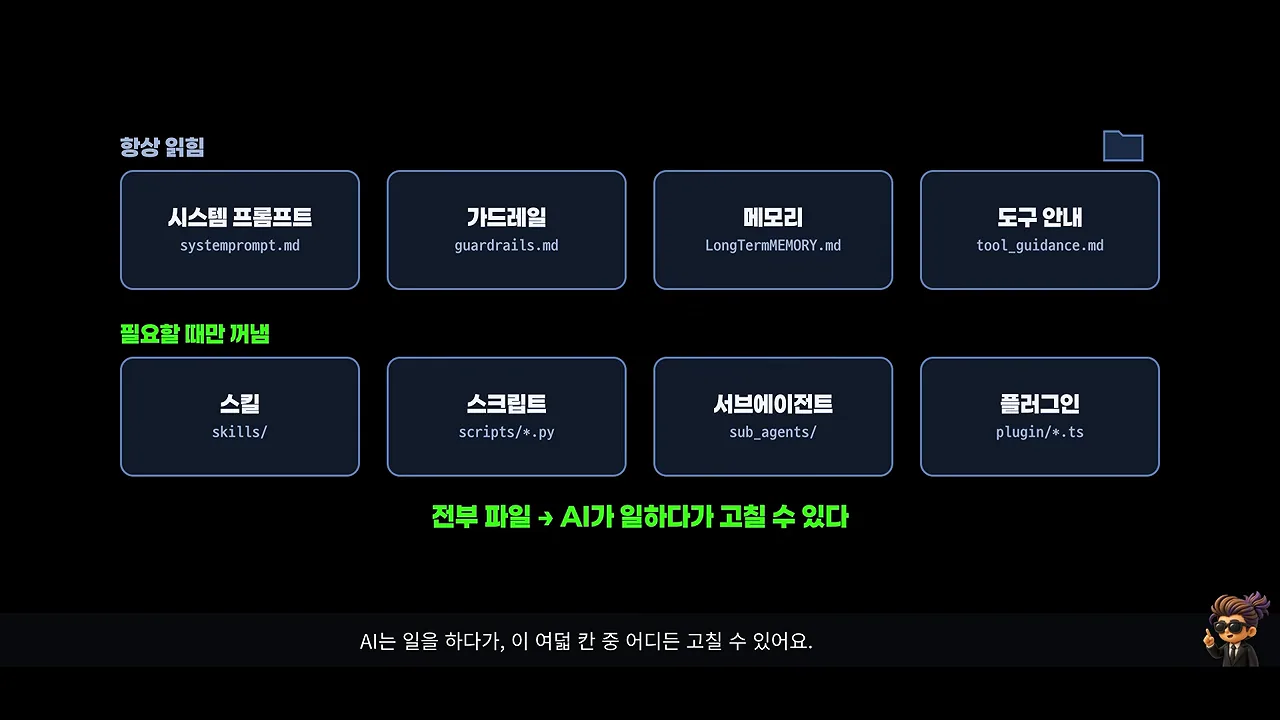 항상 읽힘
시스템 프롬프트
systemprompt.md
가드레일
guardrails.md
메모리
LongTermMEMORY.md
도구 안내
tool_guidance.md
필요할 때만 꺼냄
스킬
skills/
스크립트
scripts/*.py
서브에이전트
sub_agents/
플러그인
plugin/*.ts
전부 파일 → AI가 일하다가 고칠 수 있다
AI는 일을 하다가, 이 여덟 칸 중 어디든 고칠 수 있어요.